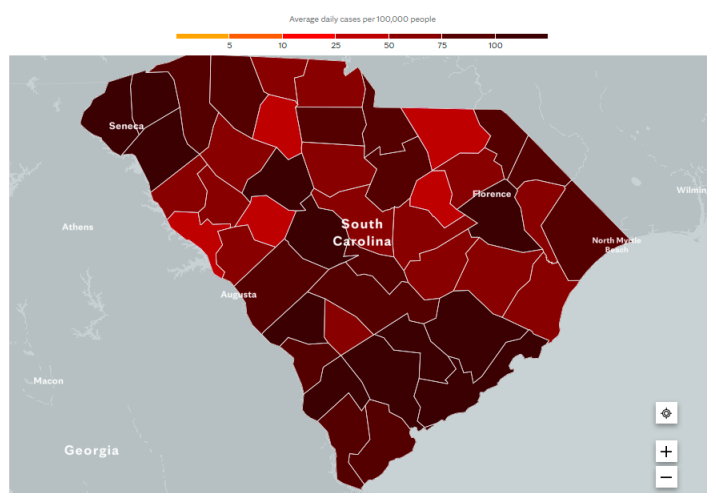 Average daily cases per 100,000 people
5 10 25 50 75 100
Seneca
Athens
Florence
Wilmin
South
Carolina
North Myrtle
Beach
Augusta
Macon
Georgia
+
−